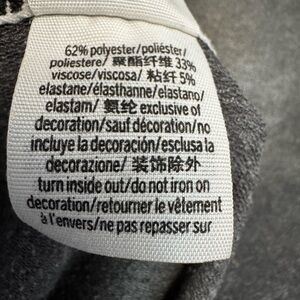 62% polyester/poliéster/
poliestere/ 聚酯纤维 33%
viscose/viscosa/ 粘纤 5%
elastane/élasthanne/elastano/
elastam/ 氨纶 exclusive of
decoration/sauf décoration/no
incluye la decoración/esclusa la
decorazione/ 装饰除外
turn inside out/do not iron on
decoration/retourner le vêtement
à l'envers/ne pas repasser sur